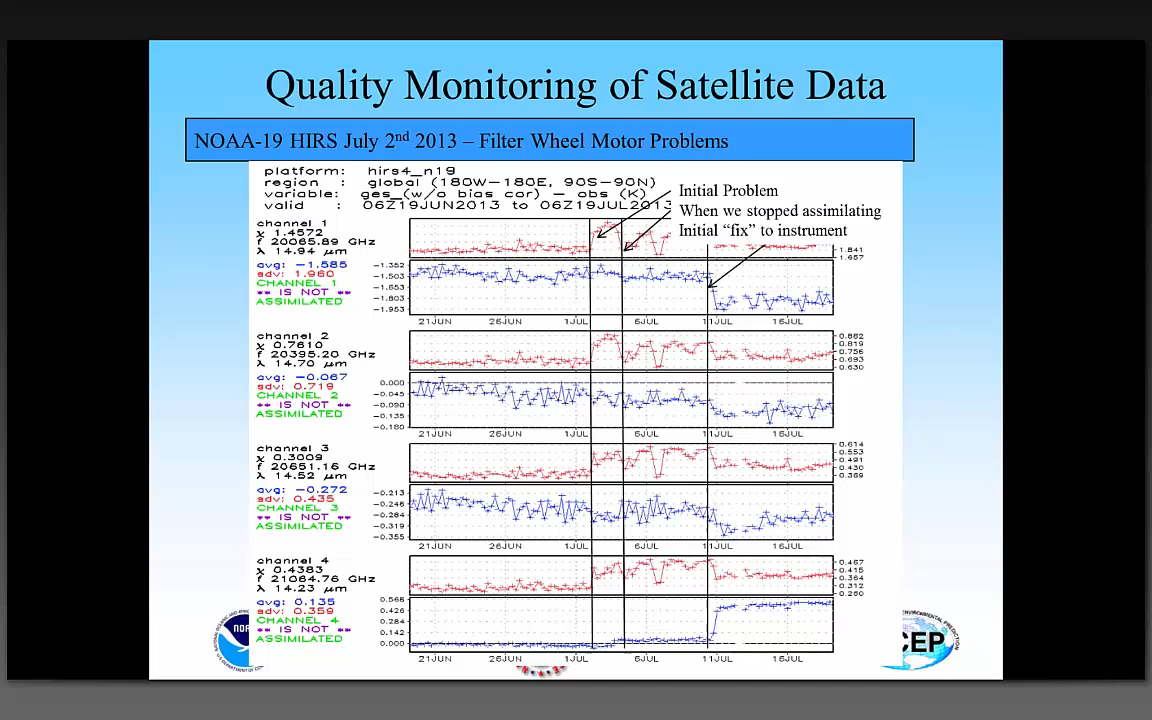 Quality Monitoring of Satellite Data
NOAA-19 HIRS July 2nd 2013 – Filter Wheel Motor Problems
platform: hirs4_n19
region : global (180W-180E, 90S-90N)
variable: ges_(w/o bias cor) - obs (K)
valid : 06Z19JUN2013 to 06Z19JUL2013
Initial Problem
When we stopped assimilating
Initial “fix” to instrument
channel 1
χ 1.4572
f 20065.89 GHz
λ 14.94 μm
1.841
1.657
avg: -1.585
sdv: 1.960
CHANNEL 1
** IS NOT **
ASSIMILATED
-1.352
-1.503
-1.653
-1.803
-1.953
21JUN 26JUN 1JUL 6JUL 11JUL 16JUL
channel 2
χ 0.7610
f 20395.20 GHz
λ 14.70 μm
0.882
0.819
0.756
0.693
0.630
avg: -0.067
sdv: 0.719
CHANNEL 2
** IS NOT **
ASSIMILATED
0.000
-0.045
-0.090
-0.135
-0.180
21JUN 26JUN 1JUL 6JUL 11JUL 16JUL
channel 3
χ 0.3009
f 20651.16 GHz
λ 14.52 μm
0.614
0.553
0.491
0.430
0.369
avg: -0.272
sdv: 0.435
CHANNEL 3
** IS NOT **
ASSIMILATED
-0.213
-0.248
-0.284
-0.319
-0.355
21JUN 26JUN 1JUL 6JUL 11JUL 16JUL
channel 4
χ 0.4383
f 21064.76 GHz
λ 14.23 μm
0.467
0.415
0.364
0.312
0.260
avg: 0.135
sdv: 0.359
CHANNEL 4
** IS NOT **
ASSIMILATED
0.568
0.426
0.284
0.142
0.000
21JUN 26JUN 1JUL 6JUL 11JUL 16JUL
CEP